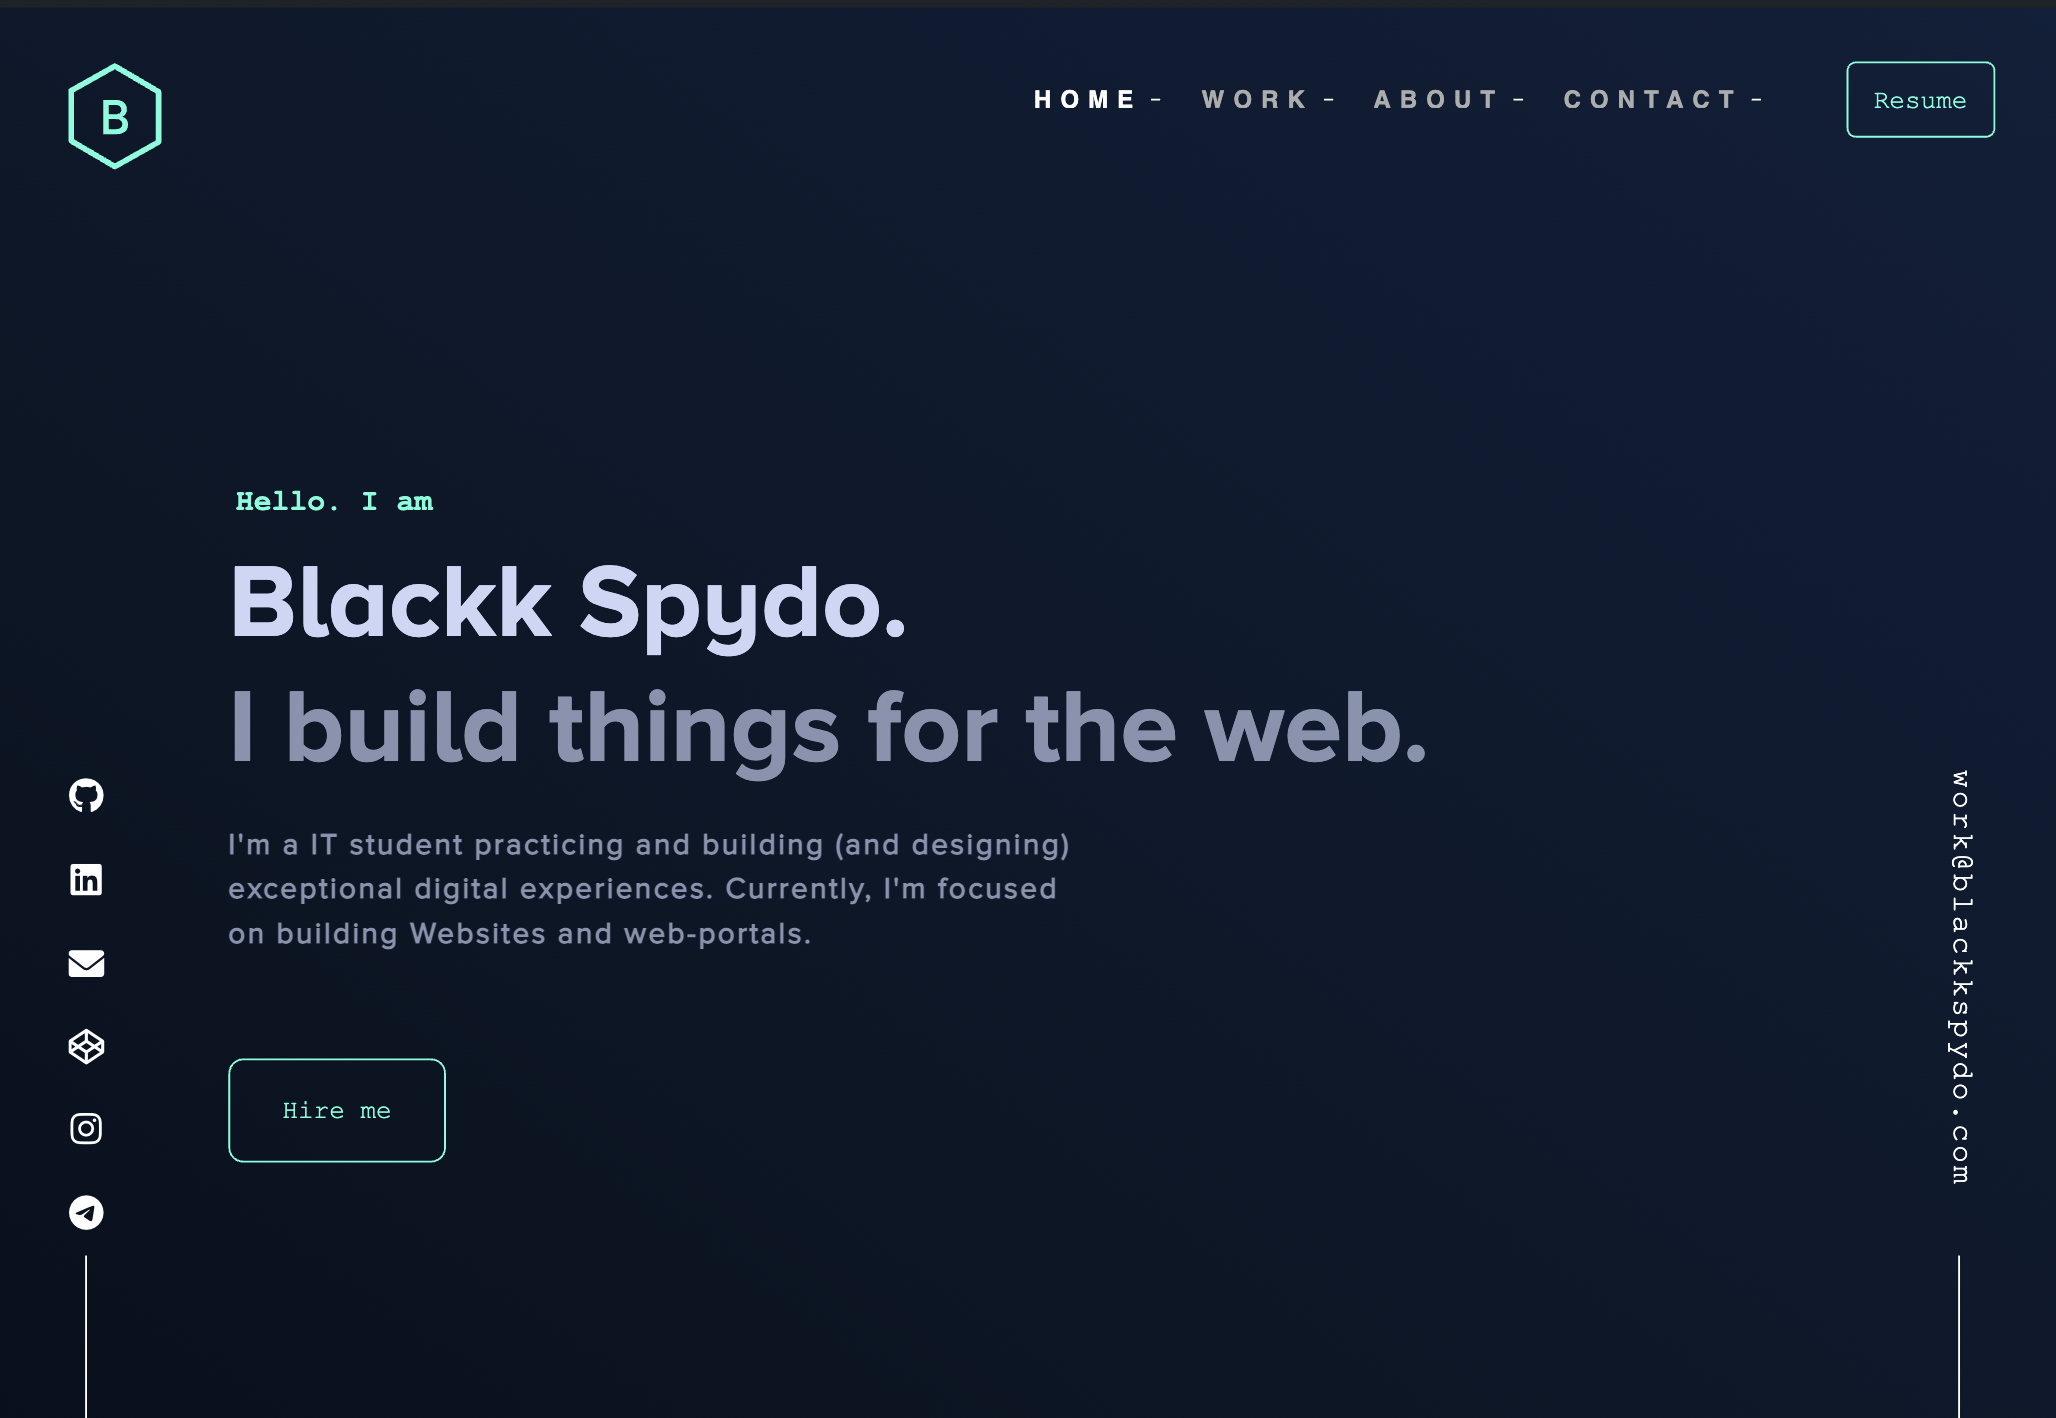 B
HOME - WORK - ABOUT - CONTACT -
Resume
Hello. I am
Blackk Spydo.
I build things for the web.
I'm a IT student practicing and building (and designing)
exceptional digital experiences. Currently, I'm focused
on building Websites and web-portals.
Hire me
in
work@blackkspydo.com